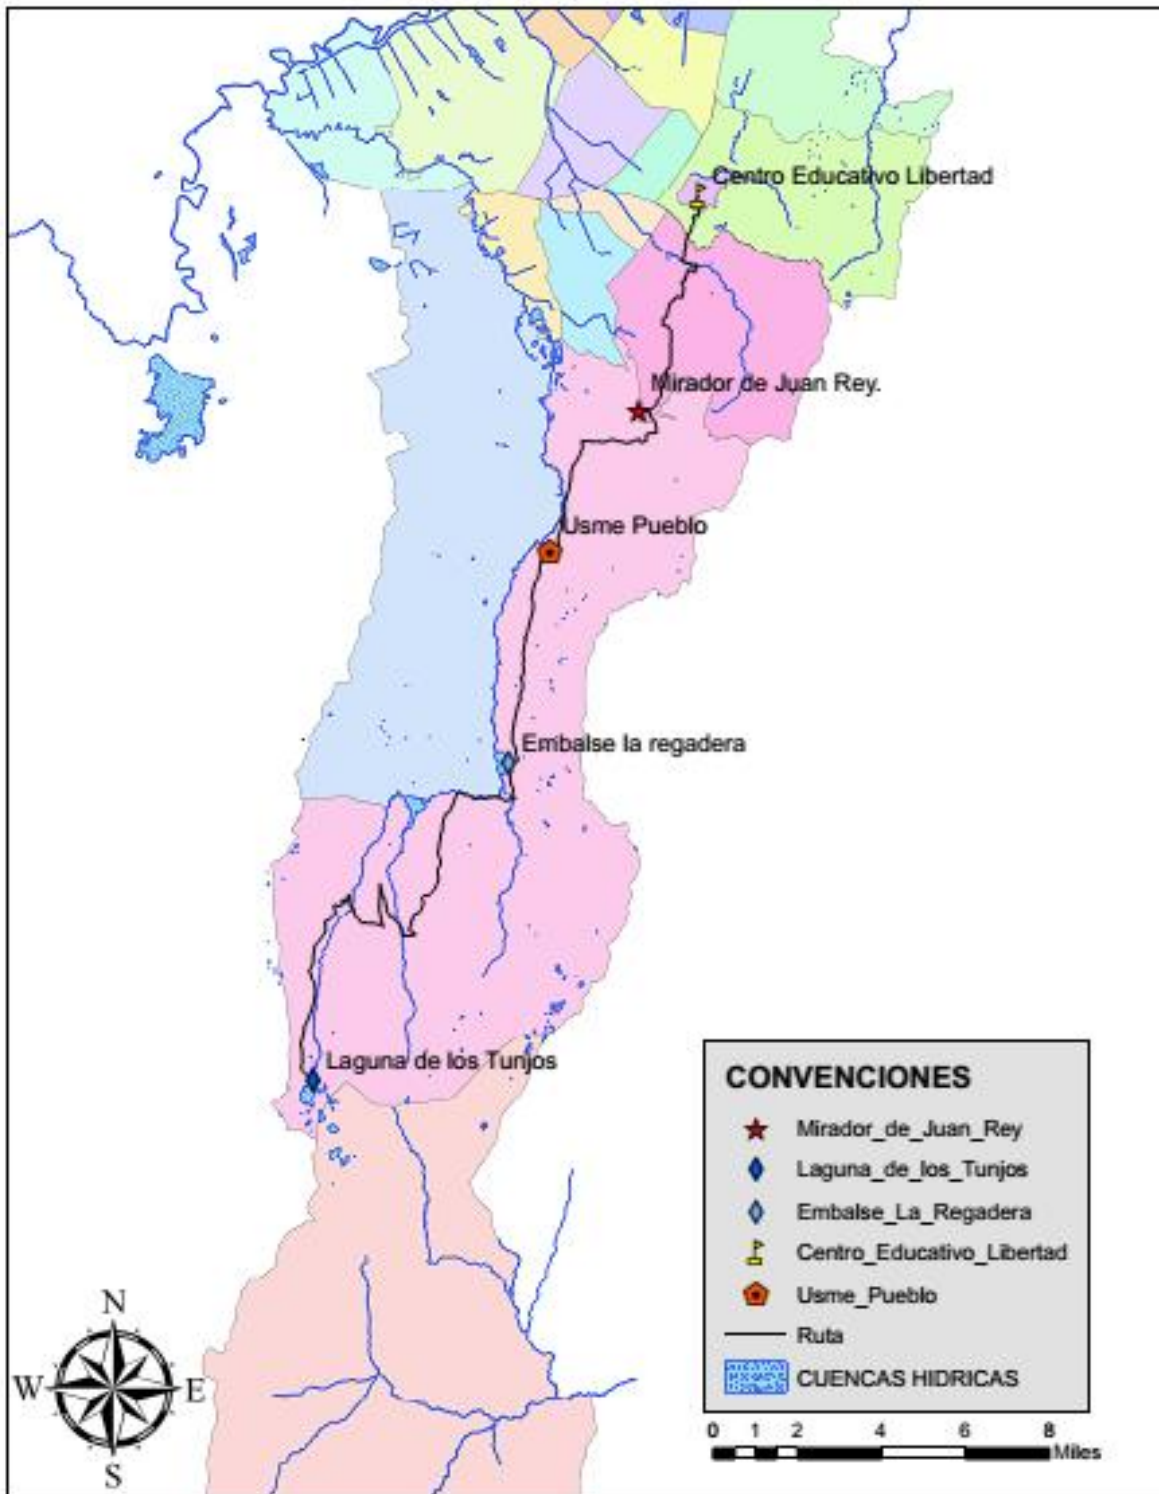 Centro Educativo Libertad
Mirador de Juan Rey.
Usme Pueblo
Embalse la regadera
Laguna de los Tunjos
CONVENCIONES
Mirador_de_Juan_Rey
Laguna_de_los_Tunjos
Embalse_La_Regadera
Centro_Educativo_Libertad
Usme_Pueblo
Ruta
CUENCAS HIDRICAS
N
W E
S
0 1 2 4 6 8
Miles